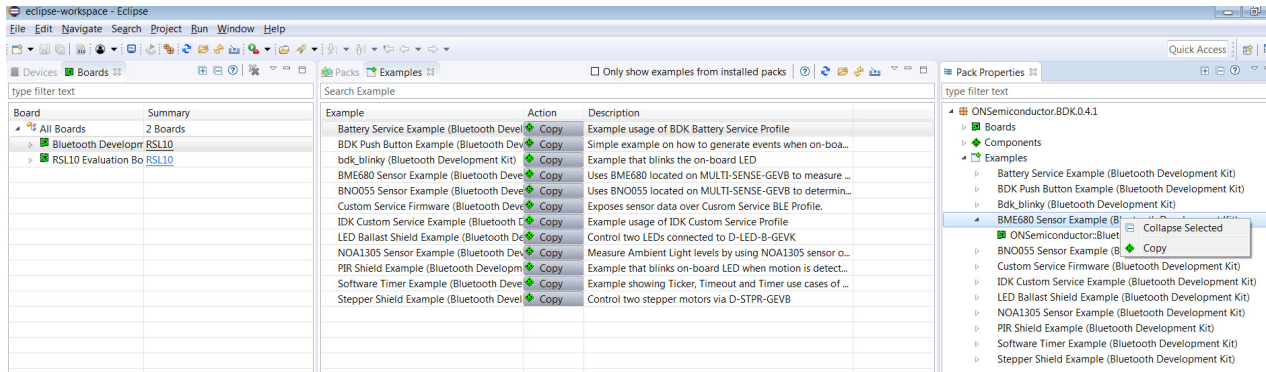 eclipse-workspace - Eclipse
File Edit Navigate Search Project Run Window Help
Quick Access
Devices Boards
type filter text
Board Summary
All Boards 2 Boards
Bluetooth Developm RSL10
RSL10 Evaluation Bo RSL10
Packs Examples Only show examples from installed packs
Search Example
Example Action Description
Battery Service Example (Bluetooth Devel Copy Example usage of BDK Battery Service Profile
BDK Push Button Example (Bluetooth Dev Copy Simple example on how to generate events when on-boa...
bdk_blinky (Bluetooth Development Kit) Copy Example that blinks the on-board LED
BME680 Sensor Example (Bluetooth Deve Copy Uses BME680 located on MULTI-SENSE-GEVB to measure ...
BNO055 Sensor Example (Bluetooth Deve Copy Uses BNO055 located on MULTI-SENSE-GEVB to determin...
Custom Service Firmware (Bluetooth Deve Copy Exposes sensor data over Cusrom Service BLE Profile.
IDK Custom Service Example (Bluetooth D Copy Example usage of IDK Custom Service Profile
LED Ballast Shield Example (Bluetooth De Copy Control two LEDs connected to D-LED-B-GEVK
NOA1305 Sensor Example (Bluetooth Dev Copy Measure Ambient Light levels by using NOA1305 sensor o...
PIR Shield Example (Bluetooth Developm Copy Example that blinks on-board LED when motion is detect...
Software Timer Example (Bluetooth Deve Copy Example showing Ticker, Timeout and Timer use cases of ...
Stepper Shield Example (Bluetooth Devel Copy Control two stepper motors via D-STPR-GEVB
Pack Properties
type filter text
ONSemiconductor.BDK.0.4.1
Boards
Components
Examples
Battery Service Example (Bluetooth Development Kit)
BDK Push Button Example (Bluetooth Development Kit)
Bdk_blinky (Bluetooth Development Kit)
BME680 Sensor Example (Bluetooth Development Kit)
ONSemiconductor::Bluet
BNO055 Sensor Example (B
Collapse Selected
Copy
Custom Service Firmware (Bluetooth Development Kit)
IDK Custom Service Example (Bluetooth Development Kit)
LED Ballast Shield Example (Bluetooth Development Kit)
NOA1305 Sensor Example (Bluetooth Development Kit)
PIR Shield Example (Bluetooth Development Kit)
Software Timer Example (Bluetooth Development Kit)
Stepper Shield Example (Bluetooth Development Kit)